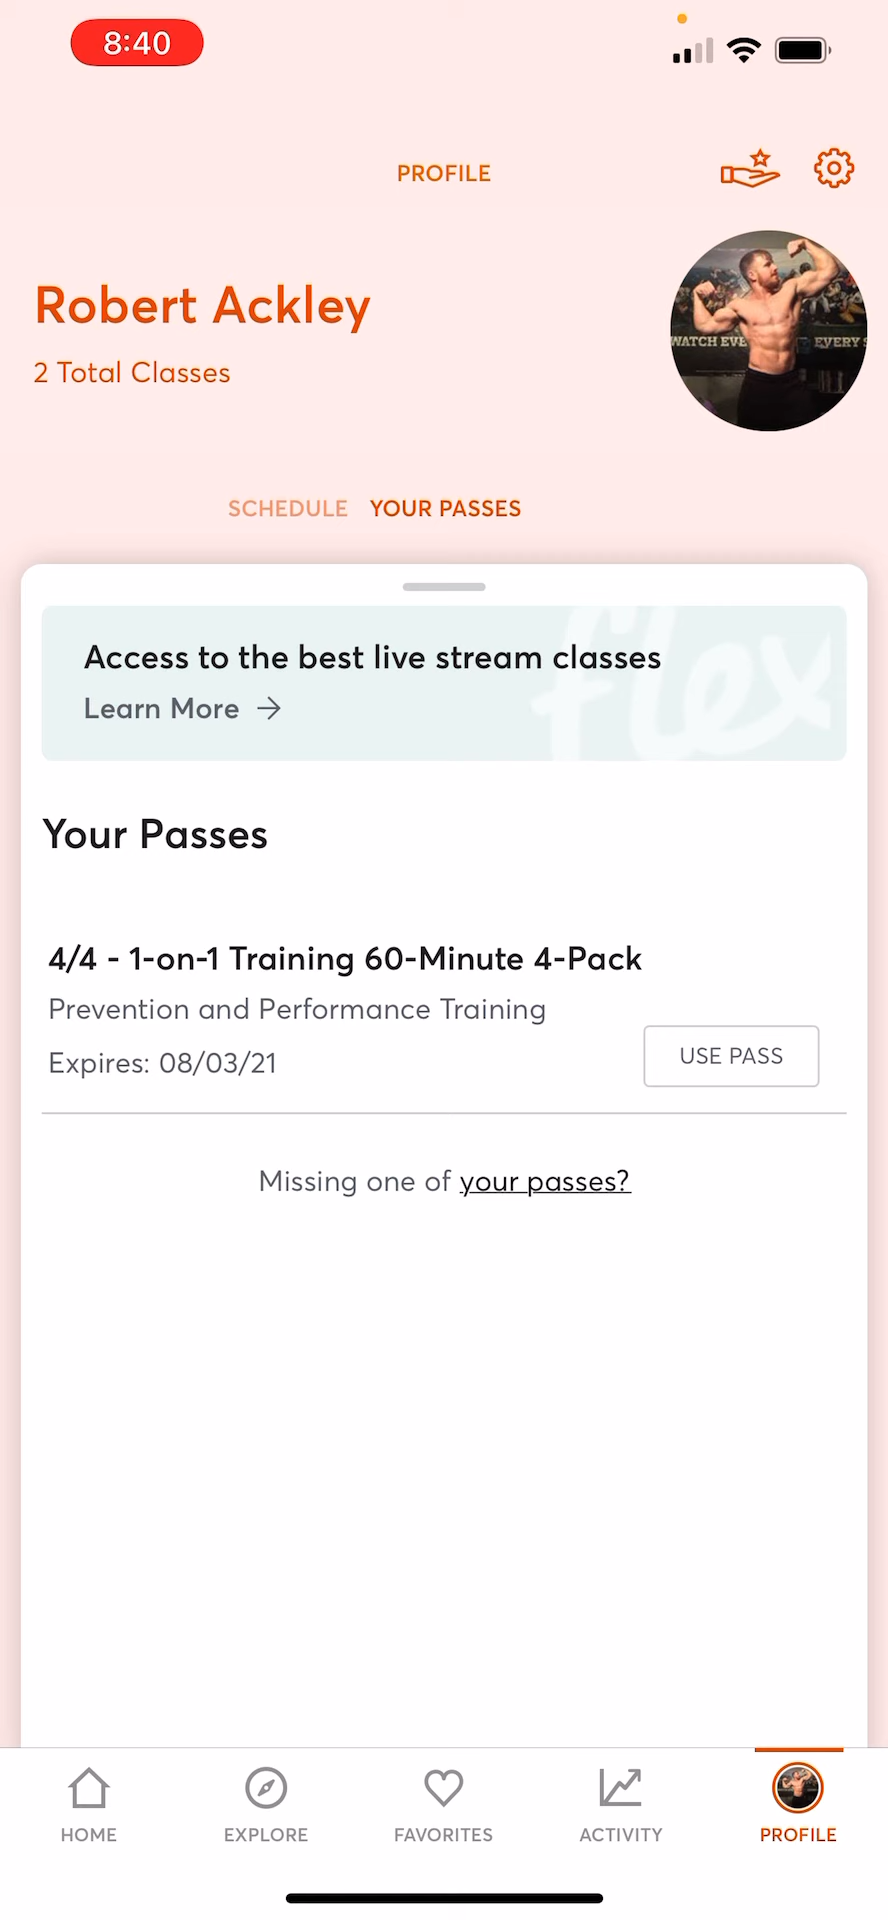 8:40
PROFILE
Robert Ackley
2 Total Classes
WATCH EVE
EVERY
SCHEDULE YOUR PASSES
flex
Access to the best live stream classes
Learn More →
Your Passes
4/4 - 1-on-1 Training 60-Minute 4-Pack
Prevention and Performance Training
Expires: 08/03/21
USE PASS
Missing one of your passes?
HOME EXPLORE FAVORITES ACTIVITY PROFILE